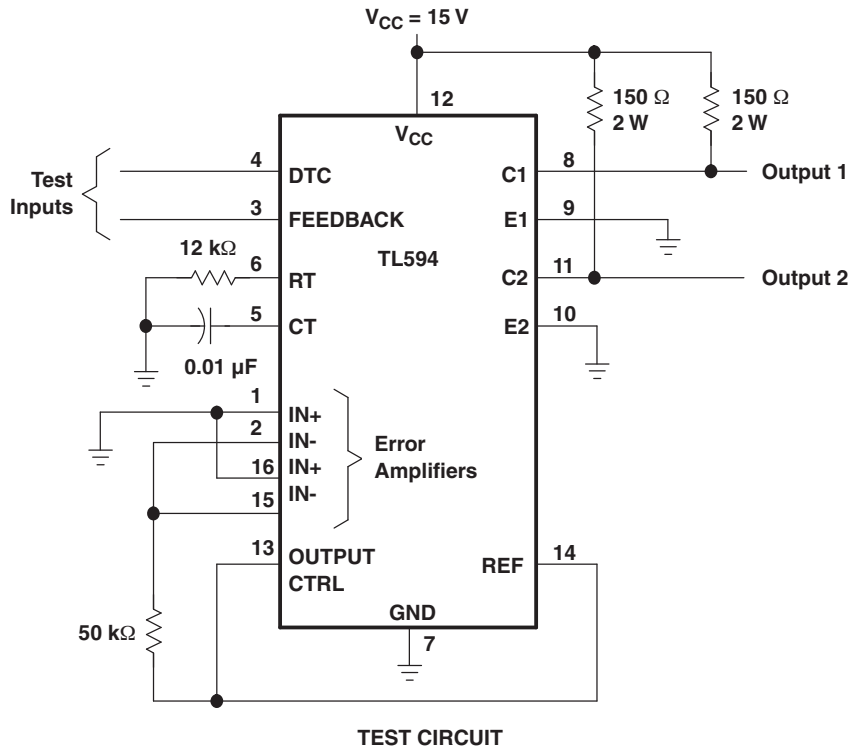 VCC = 15 V
12
VCC
150 Ω
2 W
150 Ω
2 W
Test
Inputs
4
DTC
C1
8
Output 1
3
FEEDBACK
E1
9
12 kΩ
TL594
6
RT
C2
11
Output 2
5
CT
E2
10
0.01 µF
1
IN+
2
IN-
16
IN+
15
IN-
Error
Amplifiers
13
OUTPUT
CTRL
REF
14
50 kΩ
GND
7
TEST CIRCUIT